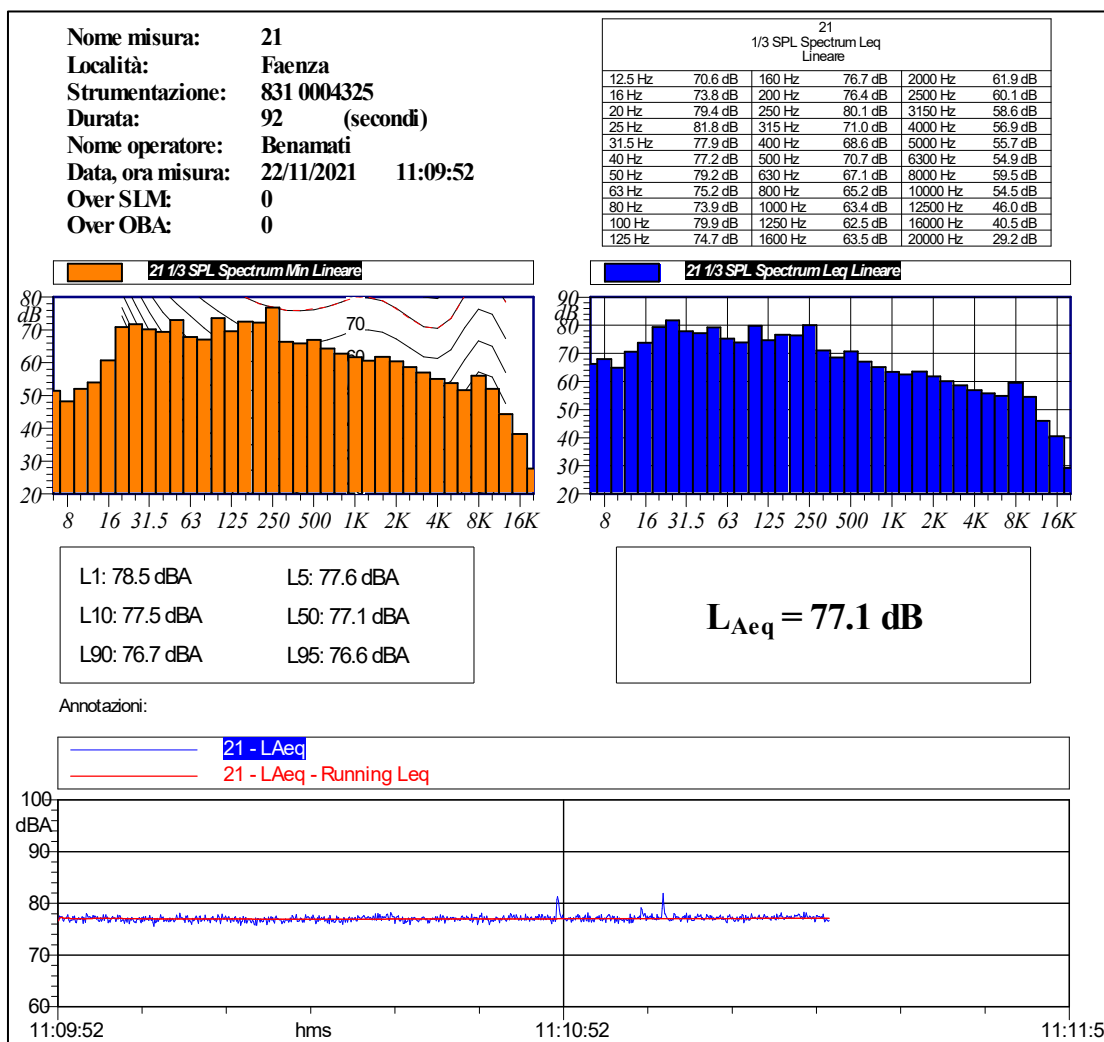 Nome misura: 21
Località: Faenza
Strumentazione: 831 0004325
Durata: 92 (secondi)
Nome operatore: Benamati
Data, ora misura: 22/11/2021 11:09:52
Over SLM: 0
Over OBA: 0
21
1/3 SPL Spectrum Leq
Lineare
12.5 Hz 70.6 dB 160 Hz 76.7 dB 2000 Hz 61.9 dB
16 Hz 73.8 dB 200 Hz 76.4 dB 2500 Hz 60.1 dB
20 Hz 79.4 dB 250 Hz 80.1 dB 3150 Hz 58.6 dB
25 Hz 81.8 dB 315 Hz 71.0 dB 4000 Hz 56.9 dB
31.5 Hz 77.9 dB 400 Hz 68.6 dB 5000 Hz 55.7 dB
40 Hz 77.2 dB 500 Hz 70.7 dB 6300 Hz 54.9 dB
50 Hz 79.2 dB 630 Hz 67.1 dB 8000 Hz 59.5 dB
63 Hz 75.2 dB 800 Hz 65.2 dB 10000 Hz 54.5 dB
80 Hz 73.9 dB 1000 Hz 63.4 dB 12500 Hz 46.0 dB
100 Hz 79.9 dB 1250 Hz 62.5 dB 16000 Hz 40.5 dB
125 Hz 74.7 dB 1600 Hz 63.5 dB 20000 Hz 29.2 dB
21 1/3 SPL Spectrum Min Lineare
80
dB
70
60
50
40
30
20
70
60
8 16 31.5 63 125 250 500 1K 2K 4K 8K 16K
21 1/3 SPL Spectrum Leq Lineare
90
dB
80
70
60
50
40
30
20
8 16 31.5 63 125 250 500 1K 2K 4K 8K 16K
L1: 78.5 dBA L5: 77.6 dBA
L10: 77.5 dBA L50: 77.1 dBA
L90: 76.7 dBA L95: 76.6 dBA
LAeq = 77.1 dB
Annotazioni:
21 - LAeq
21 - LAeq - Running Leq
100
dBA
90
80
70
60
11:09:52 hms 11:10:52 11:11:5